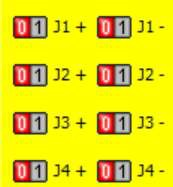 0 1 J1 + 0 1 J1 -
0 1 J2 + 0 1 J2 -
0 1 J3 + 0 1 J3 -
0 1 J4 + 0 1 J4 -